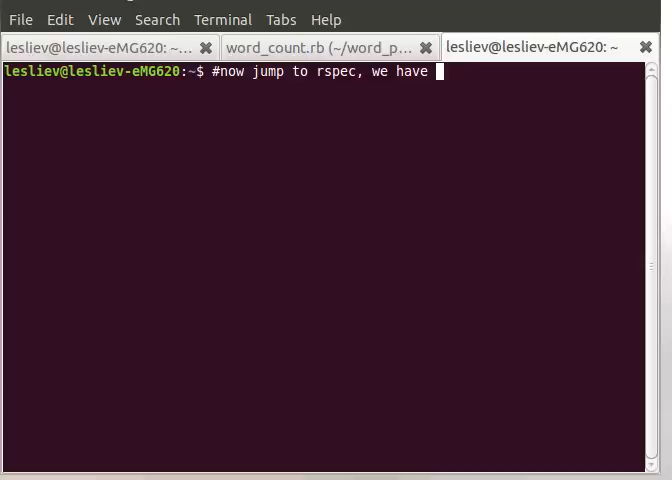 File Edit View Search Terminal Tabs Help
lesliev@lesliev-eMG620: ~... word_count.rb (~/word_p... lesliev@lesliev-eMG620: ~
lesliev@lesliev-eMG620:~$ #now jump to rspec, we have